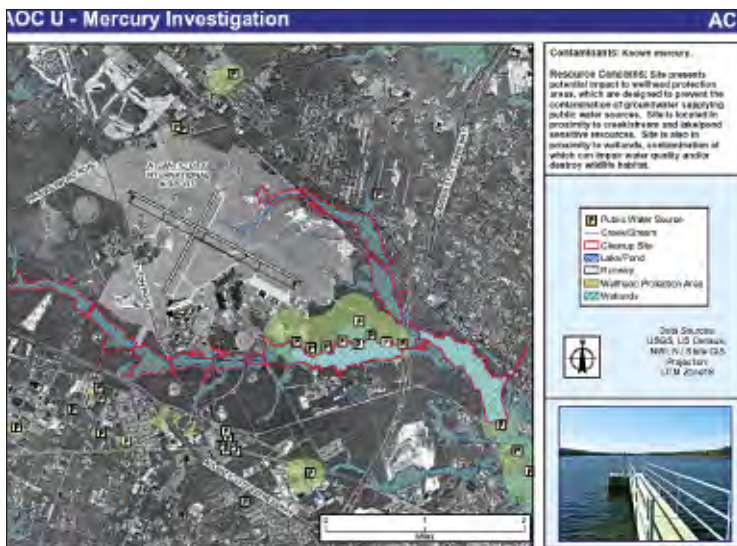 AOC U - Mercury Investigation
AC
Contaminants: Known mercury.
Resource Conditions: Site presents
potential impact to wellhead protection
areas, which are designed to prevent the
contamination of groundwater supplying
public water sources. Site is located in
proximity to creek/stream and lake/pond
sensitive resources. Site is also in
proximity to wetlands, contamination of
which can impair water quality and/or
destroy wildlife habitat.
ATLANTIC CITY
INTERNATIONAL
AIRPORT
P Public Water Source
Creek/Stream
Cleanup Site
Lake/Pond
Runway
Wellhead Protection Area
Wetlands
Data Sources:
USGS, US Census,
NWI, NJ State GIS
Projection:
UTM Zone18
0 1 2
Miles